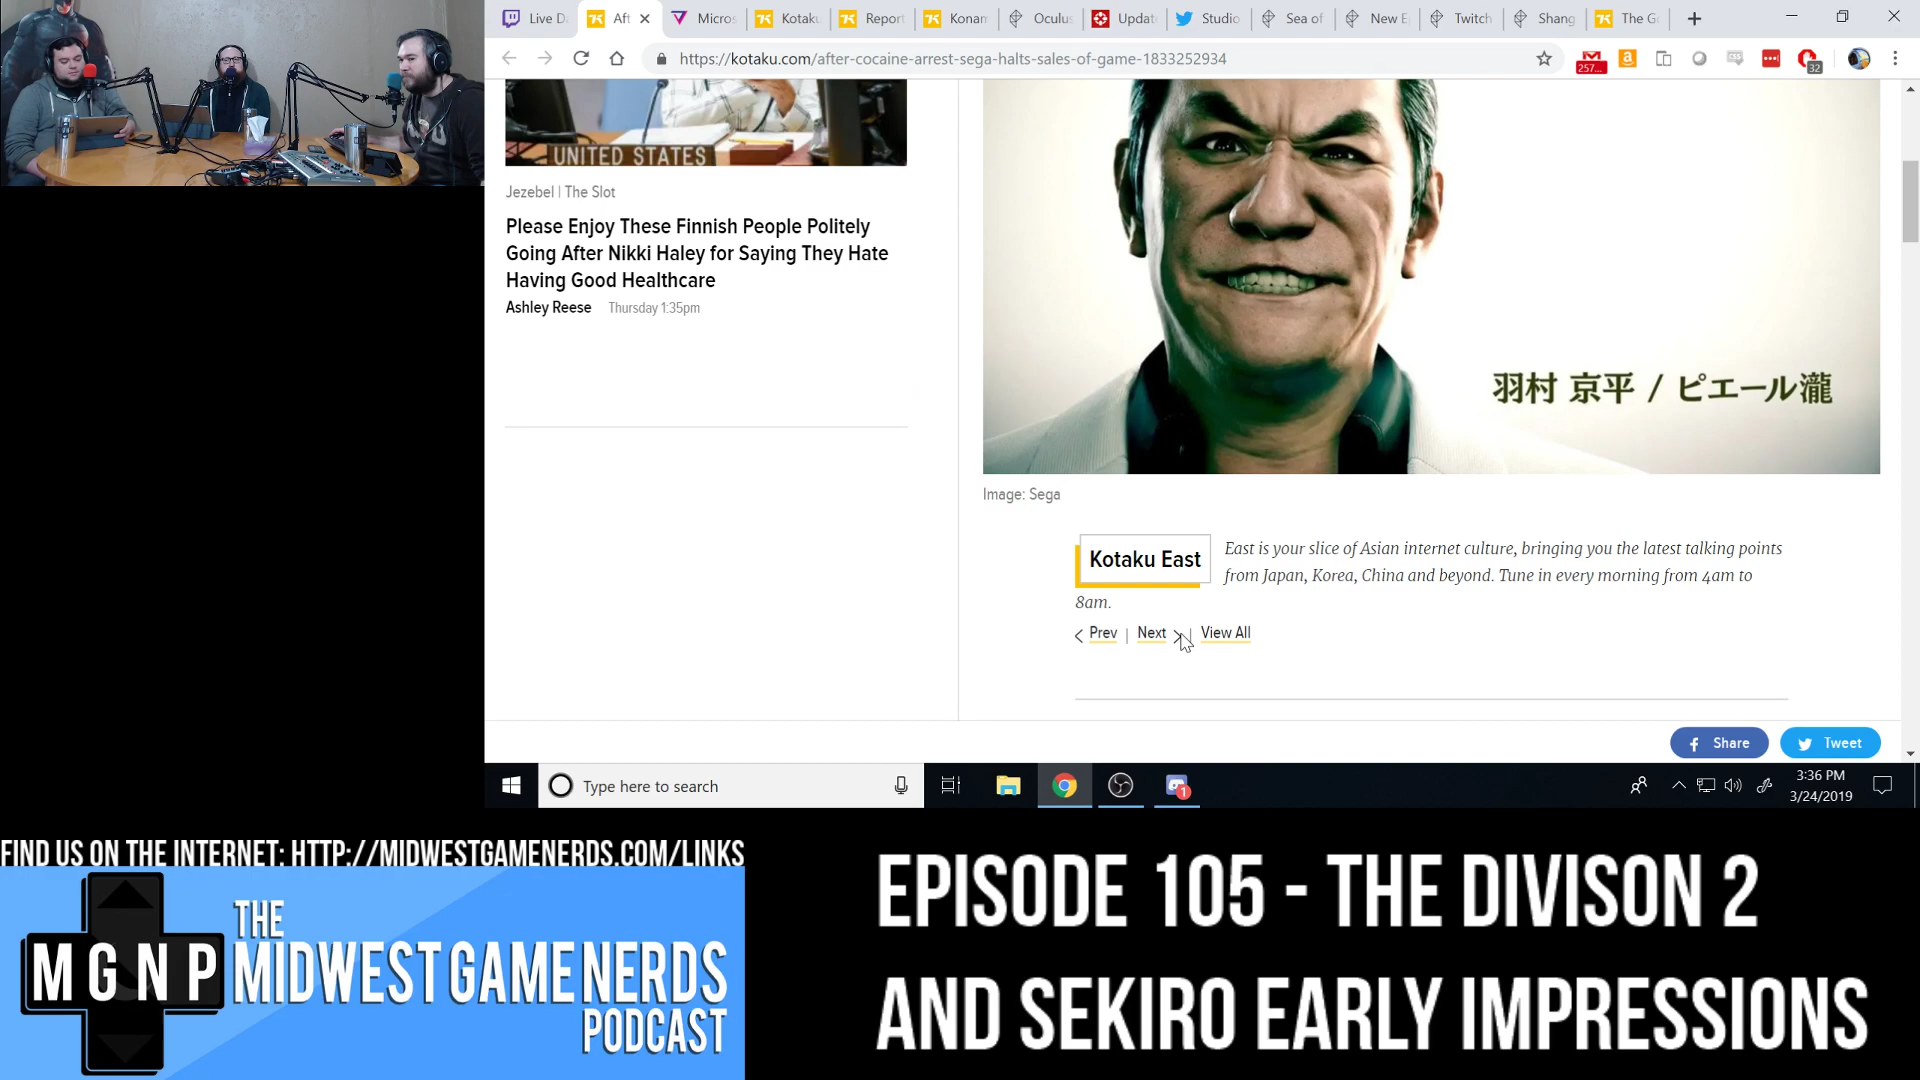 Live D
Aft
Micros
Kotaku
Report
Konam
Oculus
Update
Studio
Sea of
New E
Twitch
Shang
The Go
https://kotaku.com/after-cocaine-arrest-sega-halts-sales-of-game-1833252934
257...
32
UNITED STATES
Jezebel | The Slot
Please Enjoy These Finnish People Politely
Going After Nikki Haley for Saying They Hate
Having Good Healthcare
Ashley Reese Thursday 1:35pm
羽村 京平 / ピエール瀧
Image: Sega
Kotaku East
East is your slice of Asian internet culture, bringing you the latest talking points
from Japan, Korea, China and beyond. Tune in every morning from 4am to
8am.
< Prev | Next > | View All
Share
Tweet
Type here to search
1
3:36 PM
3/24/2019
FIND US ON THE INTERNET: HTTP://MIDWESTGAMENERDS.COM/LINKS
MGNP
THE
MIDWEST GAME NERDS
PODCAST
EPISODE 105 - THE DIVISON 2
AND SEKIRO EARLY IMPRESSIONS